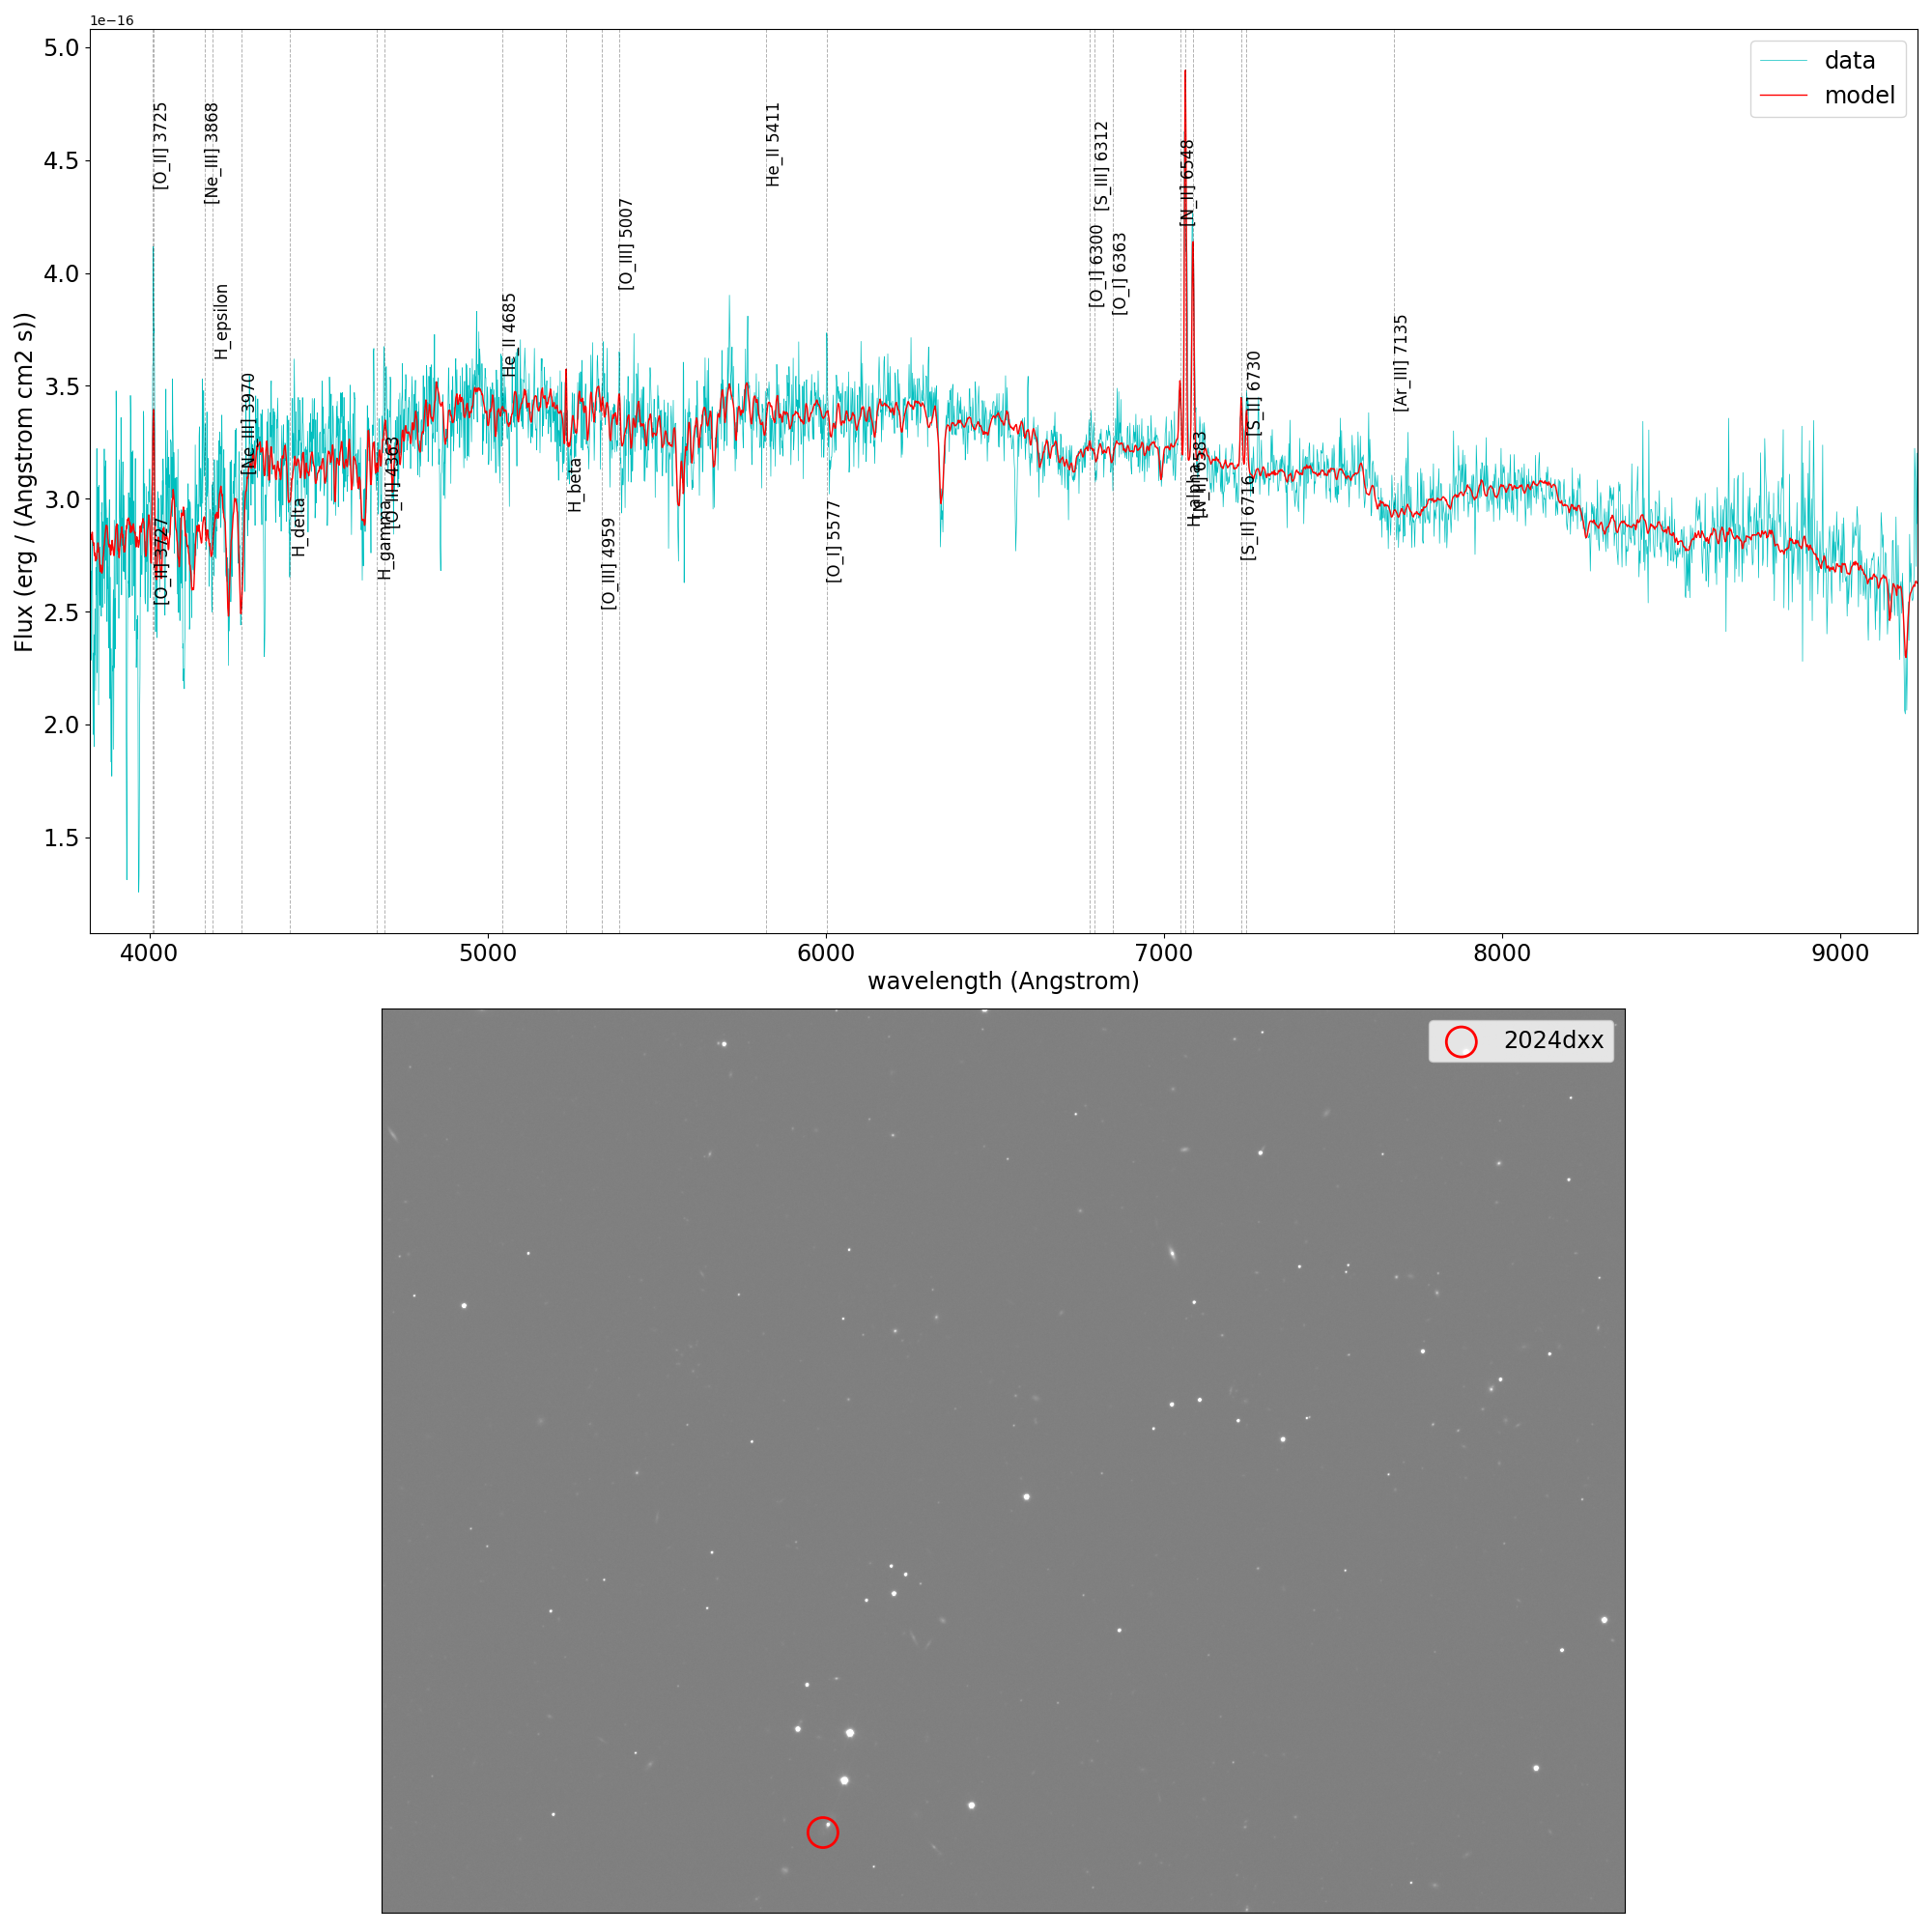 1e−16
data
model
[O_II] 3725
[Ne_III] 3868
He_II 5411
[S_III] 6312
[N_II] 6548
[O_III] 5007
[O_I] 6300
[O_I] 6363
H_epsilon
He_II 4685
[Ar_III] 7135
[S_II] 6730
[Ne_III] 3970
[O_III] 4363
H_beta
H_alpha
[N_II] 6583
[O_II] 3727
H_delta
H_gamma
[O_III] 4959
[O_I] 5577
[S_II] 6716
5.0
4.5
4.0
3.5
3.0
2.5
2.0
1.5
Flux (erg / (Angstrom cm2 s))
4000 5000 6000 7000 8000 9000
wavelength (Angstrom)
2024dxx